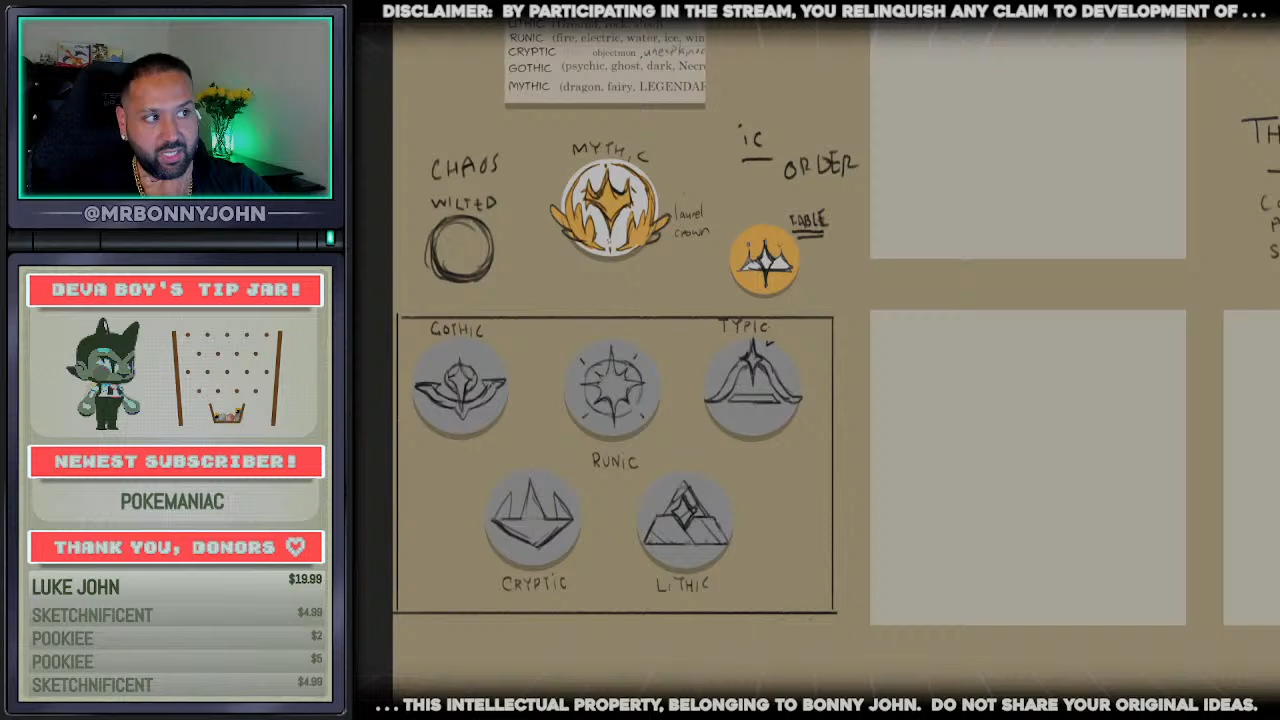 DISCLAIMER: BY PARTICIPATING IN THE STREAM, YOU RELINQUISH ANY CLAIM TO DEVELOPMENT OF . . .
RUNIC (fire, electric, water, ice, win
CRYPTIC objectmon
GOTHIC (psychic, ghost, dark, Necr
MYTHIC (dragon, fairy, LEGENDAR
CHAOS
MYTHIC
ic
ORDER
WILTED
laurel
crown
TABLE
TH
@MRBONNYJOHN
DEVA BOY'S TIP JAR!
NEWEST SUBSCRIBER!
POKEMANIAC
THANK YOU, DONORS ♡
LUKE JOHN $19.99
SKETCHNIFICENT $4.99
POOKIEE $2
POOKIEE $5
SKETCHNIFICENT $4.99
GOTHIC
TYPIC
RUNIC
CRYPTIC
LITHIC
. . . THIS INTELLECTUAL PROPERTY, BELONGING TO BONNY JOHN. DO NOT SHARE YOUR ORIGINAL IDEAS.